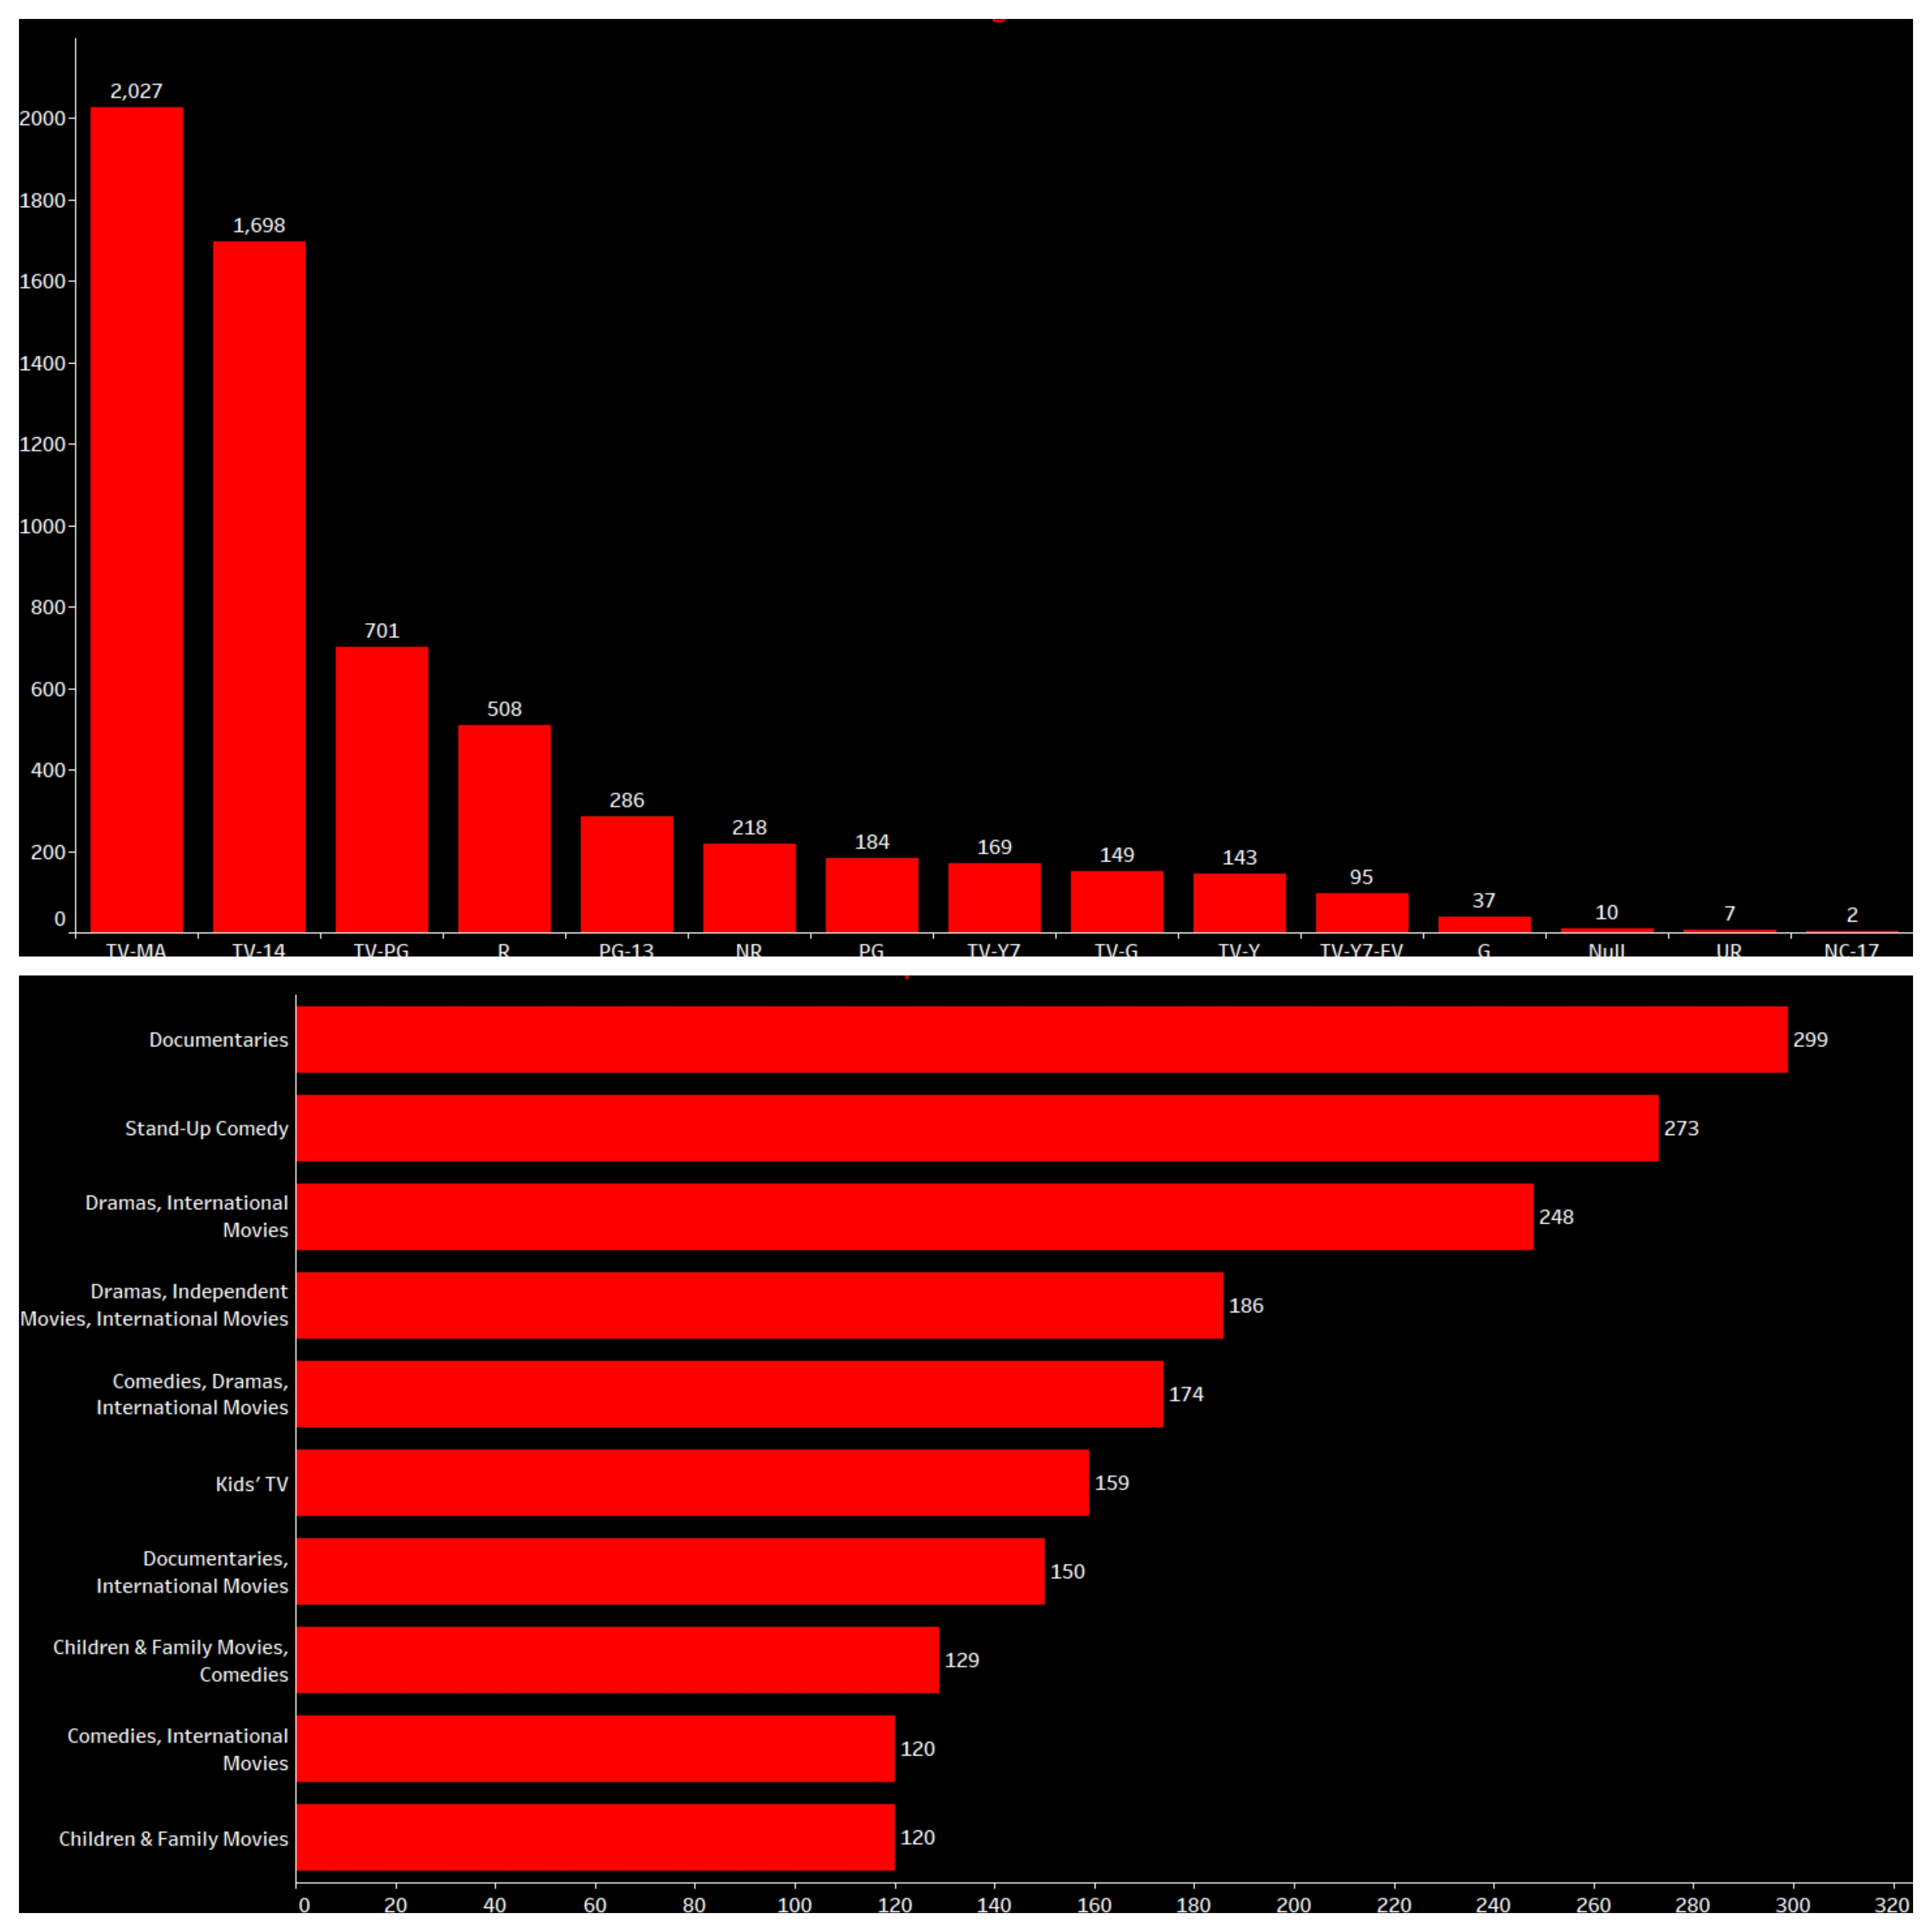 2,027
2000
1800
1,698
1600
1400
1200
1000
800
701
600
508
400
286
218
200
184
169
149
143
95
37
10
7
2
0
TV-MA TV-14 TV-PG R PG-13 NR PG TV-Y7 TV-G TV-Y TV-Y7-FV G Null UR NC-17
Documentaries 299
Stand-Up Comedy 273
Dramas, International
Movies
248
Dramas, Independent
Movies, International Movies
186
Comedies, Dramas,
International Movies
174
Kids’ TV 159
Documentaries,
International Movies
150
Children & Family Movies,
Comedies
129
Comedies, International
Movies
120
Children & Family Movies 120
0 20 40 60 80 100 120 140 160 180 200 220 240 260 280 300 320